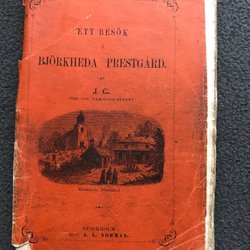 ETT BESÖK
I
BJÖRKHEDA PRESTGÅRD.
AF
J. C.
STOCKHOLM.
A. L. NORMAN.